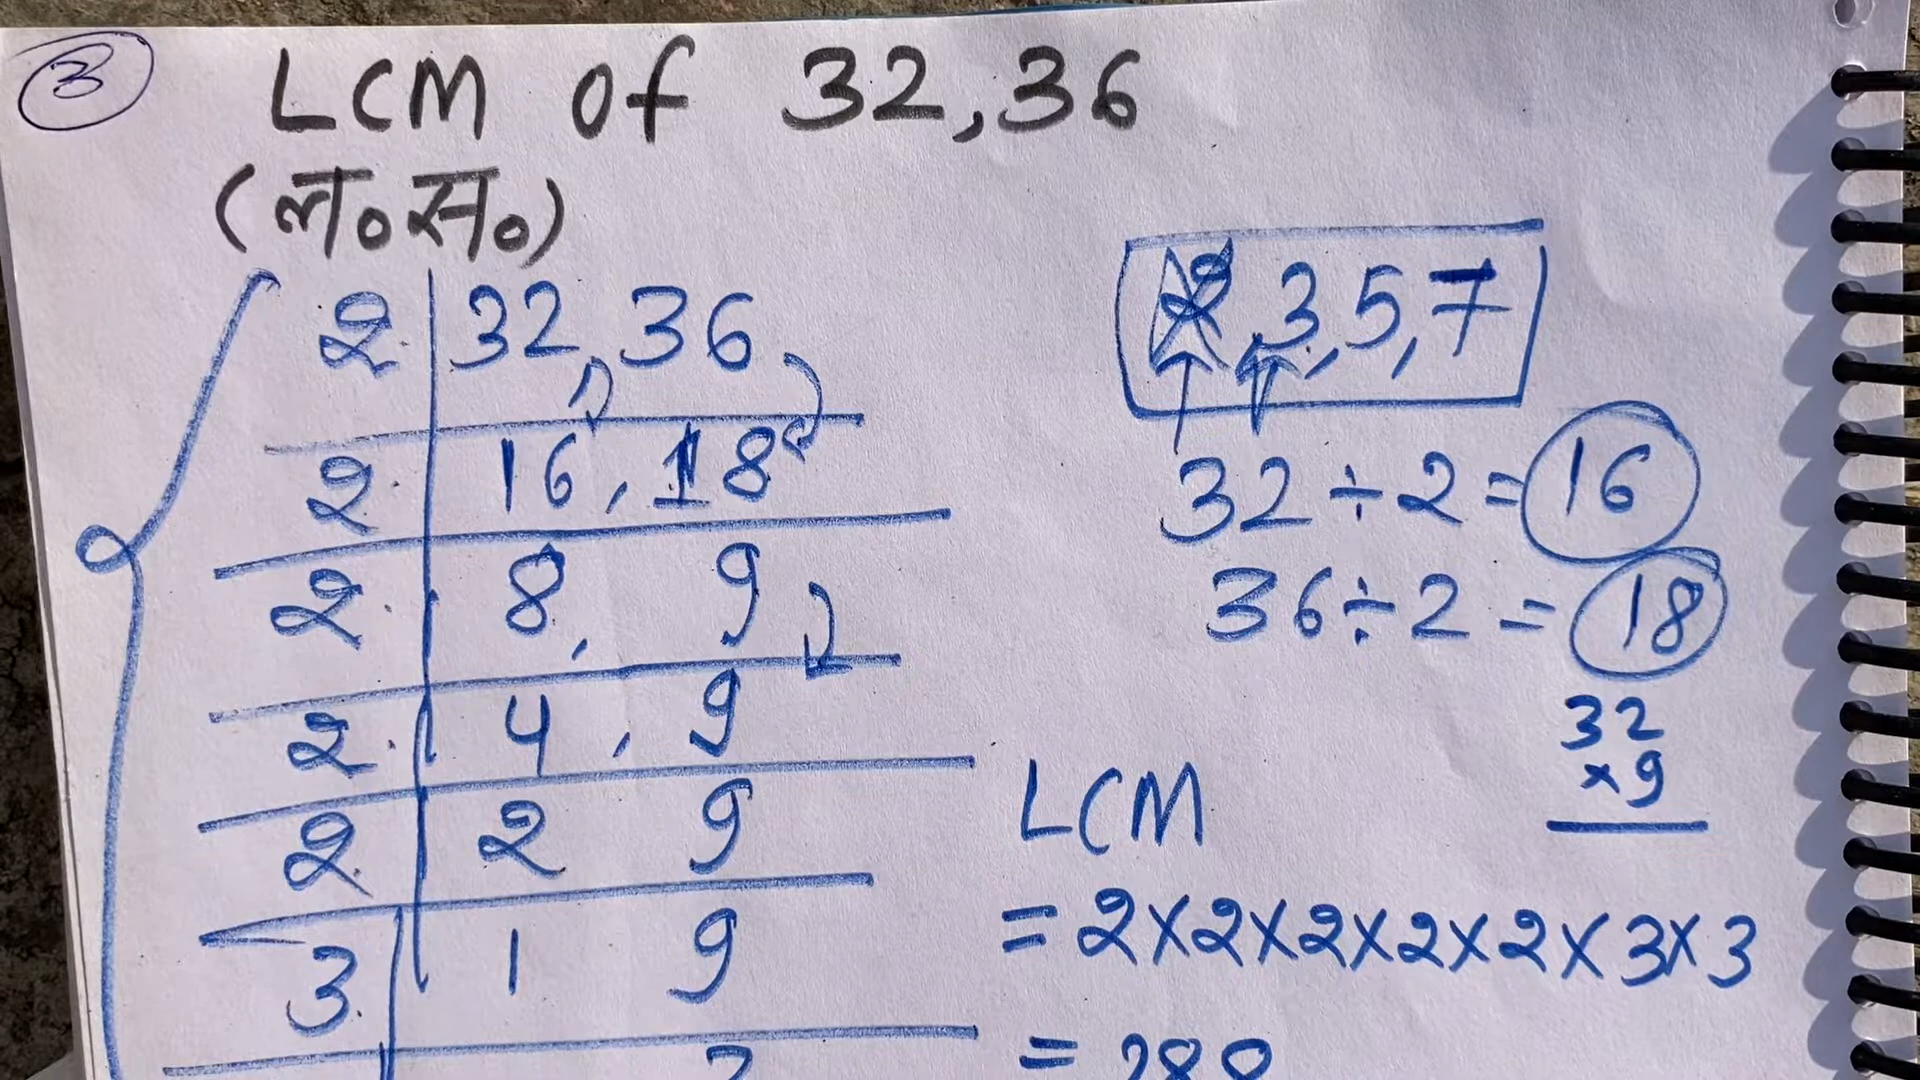 3
LCM of 32,36
(ल०स०)
2 32, 36
2 16, 18
2 8, 9
2 4, 9
2 2 9
3 1 9
2, 3, 5, 7
32÷2=16
36÷2=18
32
×9
LCM
=2×2×2×2×2×3×3
=288